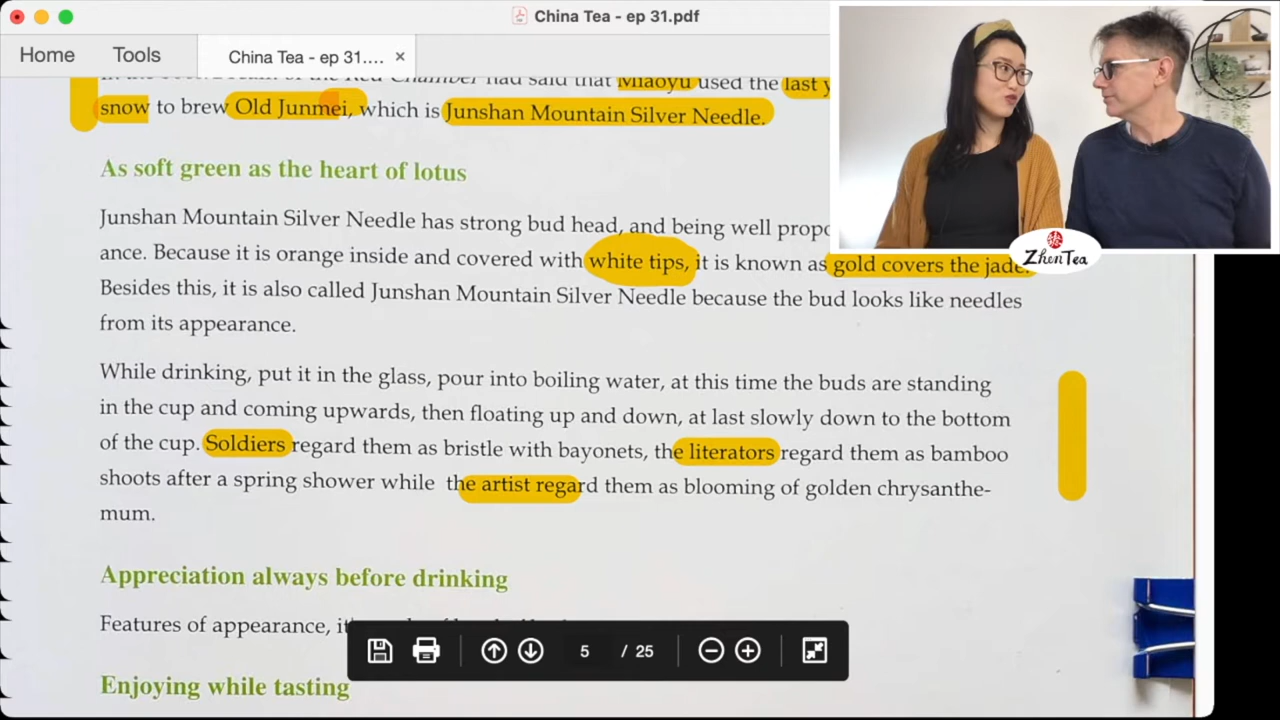 China Tea - ep 31.pdf
Home
Tools
China Tea - ep 31.... ×
Chamber had said that Miaoyu used the last
snow to brew Old Junmei, which is Junshan Mountain Silver Needle.
As soft green as the heart of lotus
Junshan Mountain Silver Needle has strong bud head, and being well
ance. Because it is orange inside and covered with white tips, it is known as gold covers the jade.
Besides this, it is also called Junshan Mountain Silver Needle because the bud looks like needles
from its appearance.
While drinking, put it in the glass, pour into boiling water, at this time the buds are standing
in the cup and coming upwards, then floating up and down, at last slowly down to the bottom
of the cup. Soldiers regard them as bristle with bayonets, the literators regard them as bamboo
shoots after a spring shower while the artist regard them as blooming of golden chrysanthe-
mum.
Appreciation always before drinking
Features of appearance,
Enjoying while tasting
5 / 25
ZhenTea